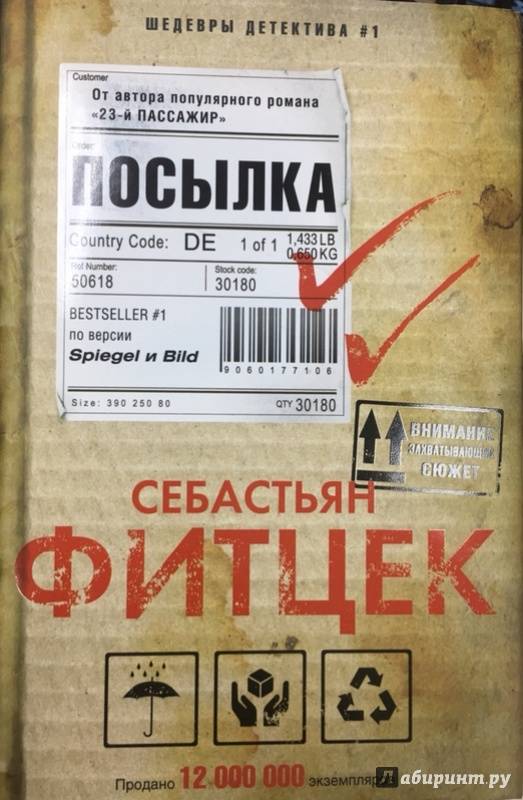 ШЕДЕВРЫ ДЕТЕКТИВА #1
Customer
От автора популярного романа
«23-й ПАССАЖИР»
Order:
ПОСЫЛКА
Country Code: DE 1 of 1 1,433 LB
0,650 KG
Ref Number: Stock code:
50618 30180
BESTSELLER #1
по версии
Spiegel и Bild
9060177106
Size: 390 250 80 QTY 30180
ВНИМАНИЕ
ЗАХВАТЫВАЮЩИЙ
СЮЖЕТ
СЕБАСТЬЯН
ФИТЦЕК
Продано 12 000 000 экземпляров
Лабиринт.ру